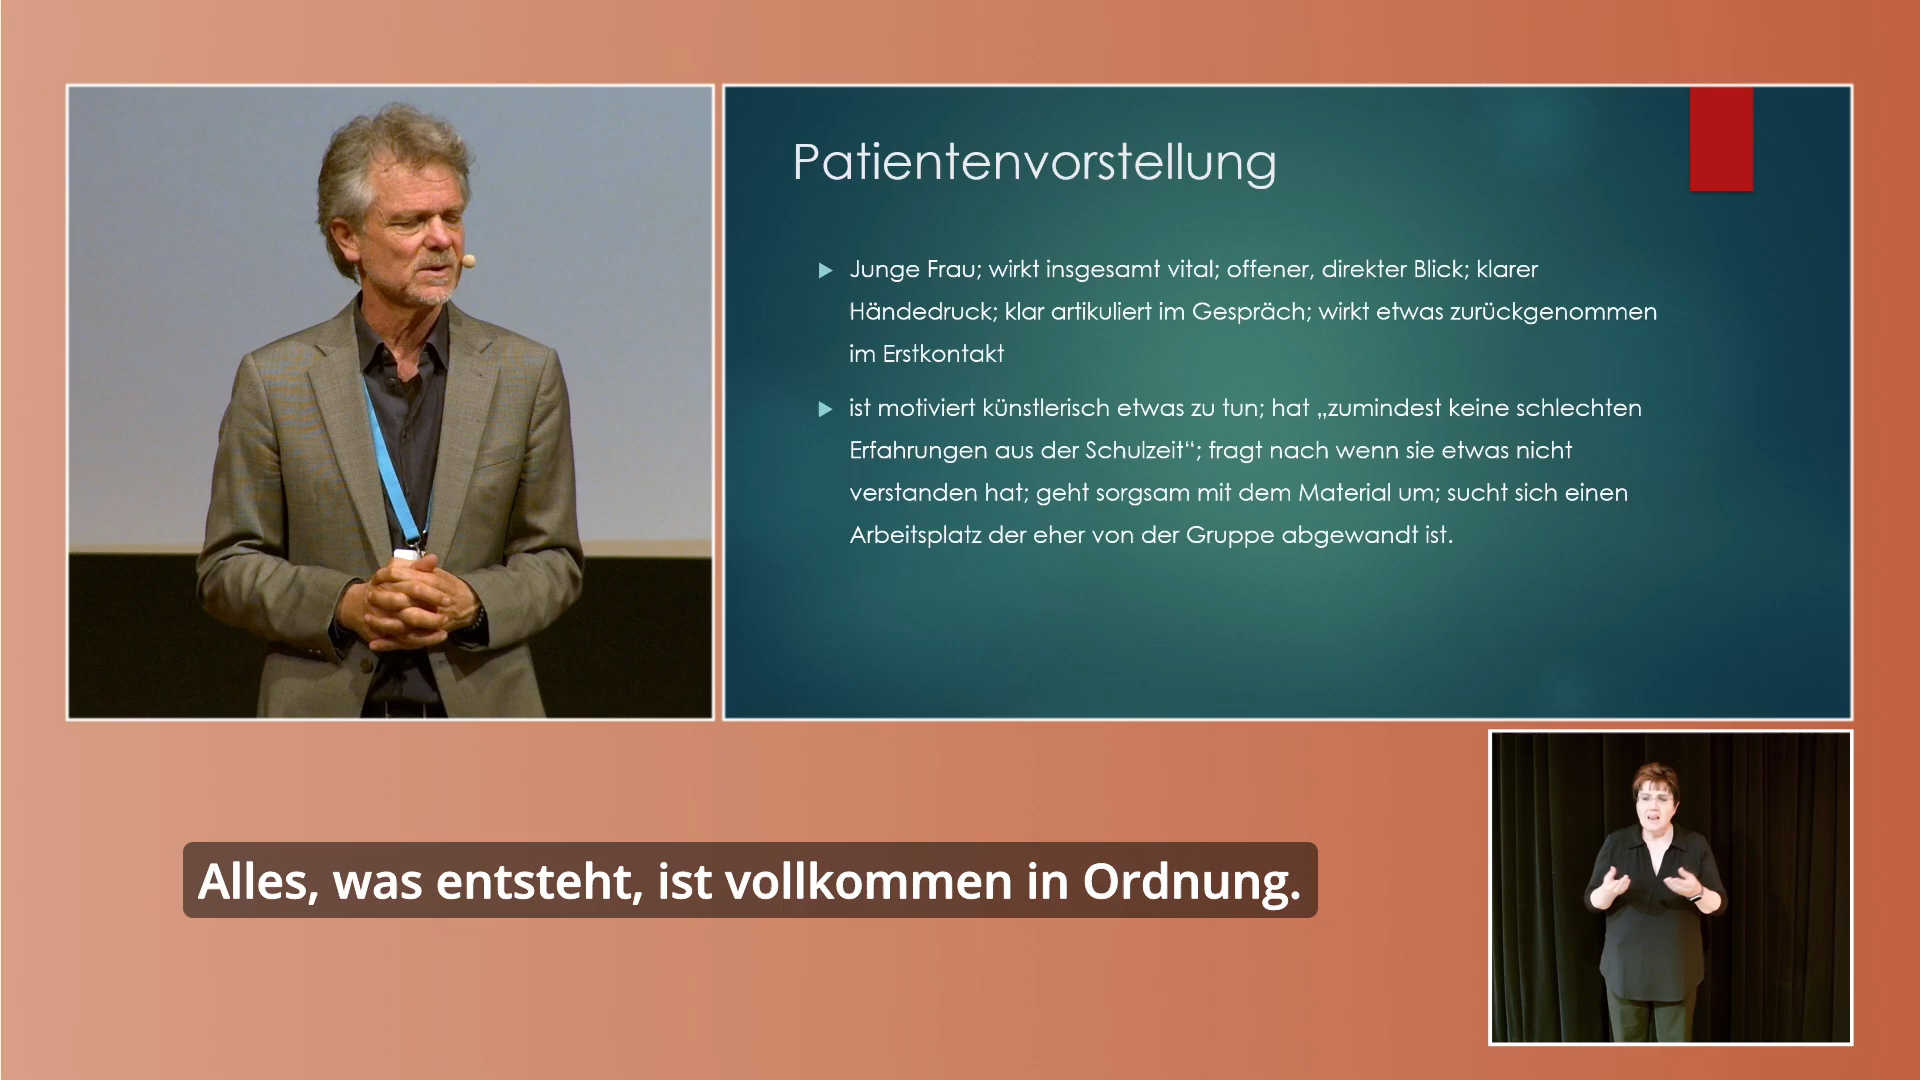 Patientenvorstellung
Junge Frau; wirkt insgesamt vital; offener, direkter Blick; klarer
Händedruck; klar artikuliert im Gespräch; wirkt etwas zurückgenommen
im Erstkontakt
ist motiviert künstlerisch etwas zu tun; hat „zumindest keine schlechten
Erfahrungen aus der Schulzeit“; fragt nach wenn sie etwas nicht
verstanden hat; geht sorgsam mit dem Material um; sucht sich einen
Arbeitsplatz der eher von der Gruppe abgewandt ist.
Alles, was entsteht, ist vollkommen in Ordnung.